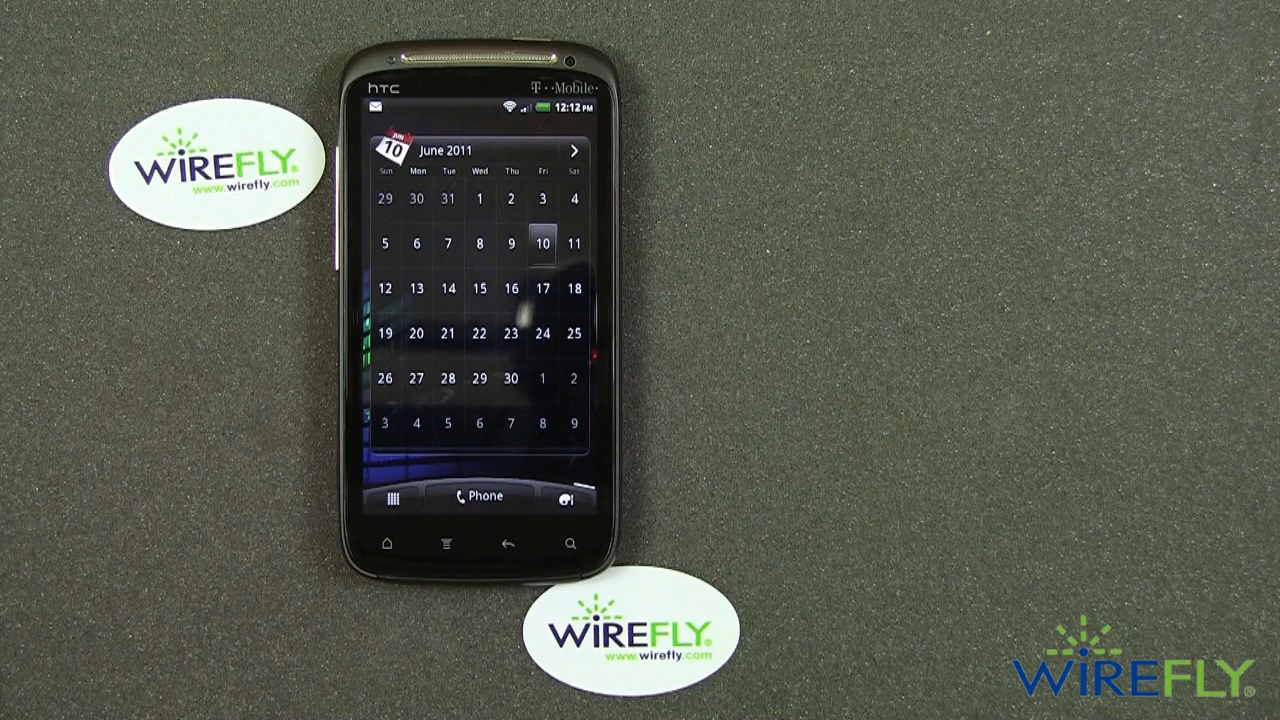 hTC T··Mobile·
12:12 PM
WIREFLY®
www.wirefly.com
JUN
10
June 2011
Sun Mon Tue Wed Thu Fri Sat
29 30 31 1 2 3 4
5 6 7 8 9 10 11
12 13 14 15 16 17 18
19 20 21 22 23 24 25
26 27 28 29 30 1 2
3 4 5 6 7 8 9
Phone
WIREFLY®
www.wirefly.com
WIREFLY®